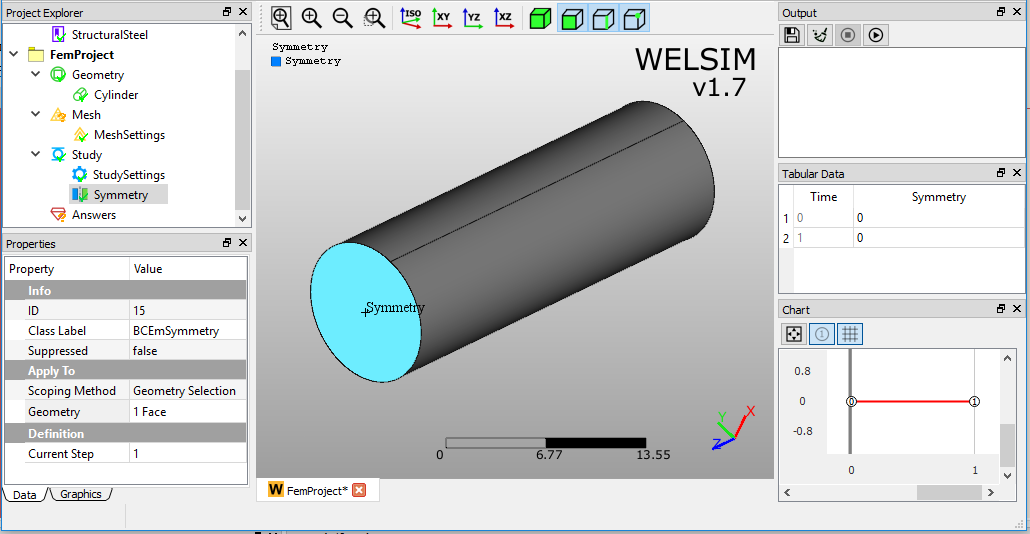 Project Explorer
StructuralSteel
FemProject
Geometry
Cylinder
Mesh
MeshSettings
Study
StudySettings
Symmetry
Answers
Properties
Property Value
Info
ID 15
Class Label BCEmSymmetry
Suppressed false
Apply To
Scoping Method Geometry Selection
Geometry 1 Face
Definition
Current Step 1
Data Graphics
ISO XY YZ XZ
Symmetry
Symmetry
WELSIM
v1.7
Symmetry
X
Y
Z
0 6.77 13.55
W FemProject*
Output
Tabular Data
Time Symmetry
1 0 0
2 1 0
Chart
1
0.8
0
-0.8
0 1
0 1